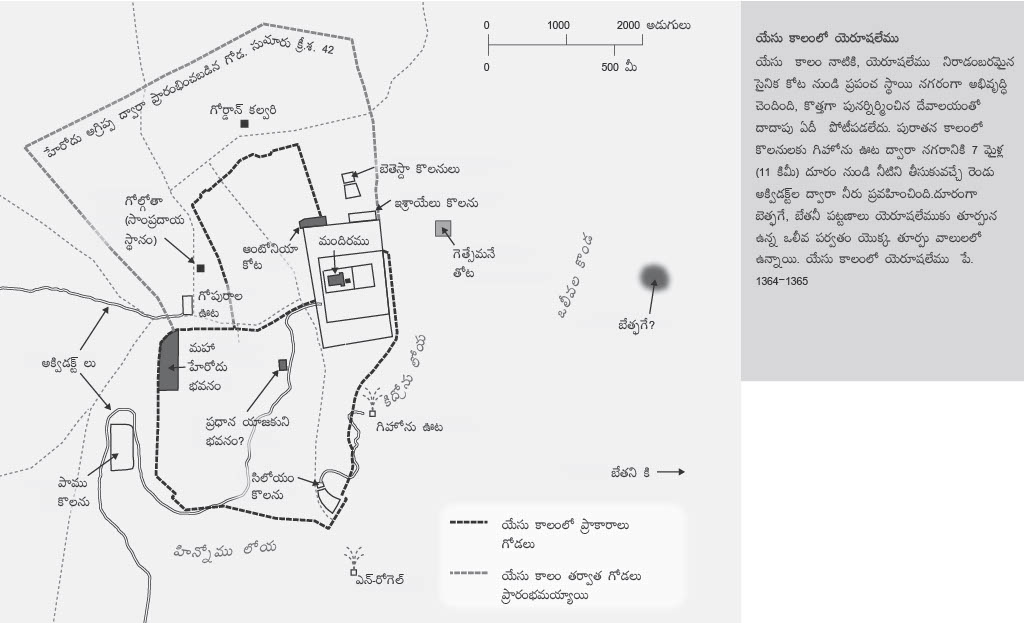 0 1000 2000 అడుగులు
0 500 మీ
హేరోదు అగ్రిప్ప ద్వారా ప్రారంభించబడిన గోడ. సుమారు క్రీ.శ. 42
గోర్డాన్ కల్వరి
బెతెస్దా కొలనులు
గోల్గోతా
(సాంప్రదాయ
స్థానం)
ఇశ్రాయేలు కొలను
ఆంటోనియా
కోట
మందిరము
గెత్సేమనే
తోట
ఒలీవల కొండ
గోపురాల
ఊట
బేత్ఫగే?
అక్విడక్ట్ లు
మహా
హేరోదు
భవనం
కిద్రోను లోయ
ప్రధాన యాజకుని
భవనం?
గిహోను ఊట
బేతని కి
పాము
కొలను
సిలోయం
కొలను
హిన్నోము లోయ
ఎన్-రోగెల్
యేసు కాలంలో ప్రాకారాలు
గోడలు
యేసు కాలం తర్వాత గోడలు
ప్రారంభమయ్యాయి
యేసు కాలంలో యెరూషలేము
యేసు కాలం నాటికి, యెరూషలేము నిరాడంబరమైన
సైనిక కోట నుండి ప్రపంచ స్థాయి నగరంగా అభివృద్ధి
చెందింది, కొత్తగా పునర్నిర్మించిన దేవాలయంతో
దాదాపు ఏదీ పోటీపడలేదు. పురాతన కాలంలో
కొలనులకు గిహోను ఊట ద్వారా నగరానికి 7 మైళ్ల
(11 కిమీ) దూరం నుండి నీటిని తీసుకువచ్చే రెండు
అక్విడక్ట్‌ల ద్వారా నీరు ప్రవహించింది.దూరంగా
బెత్ఫగే, బేతనీ పట్టణాలు యెరూషలేముకు తూర్పున
ఉన్న ఒలీవ పర్వతం యొక్క తూర్పు వాలులలో
ఉన్నాయి. యేసు కాలంలో యెరూషలేము పే.
1364–1365